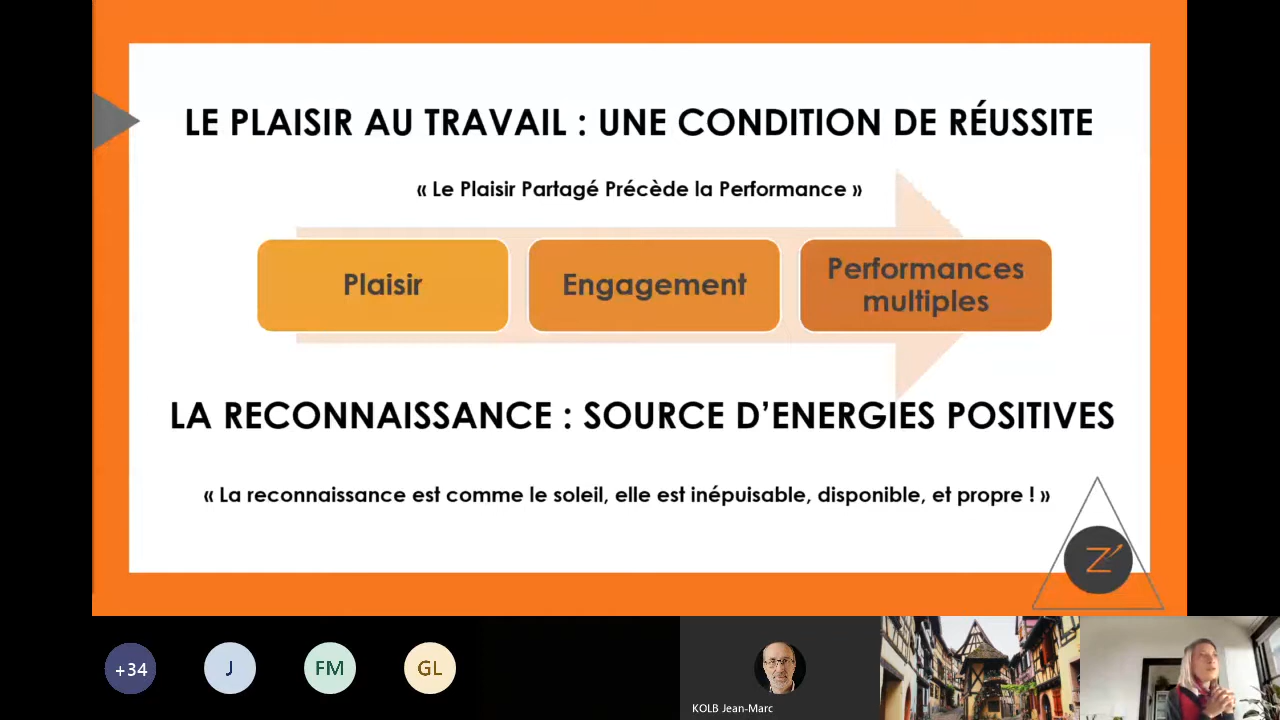 LE PLAISIR AU TRAVAIL : UNE CONDITION DE RÉUSSITE
« Le Plaisir Partagé Précède la Performance »
Plaisir
Engagement
Performances
multiples
LA RECONNAISSANCE : SOURCE D’ENERGIES POSITIVES
« La reconnaissance est comme le soleil, elle est inépuisable, disponible, et propre ! »
Z
+34
J
FM
GL
KOLB Jean-Marc